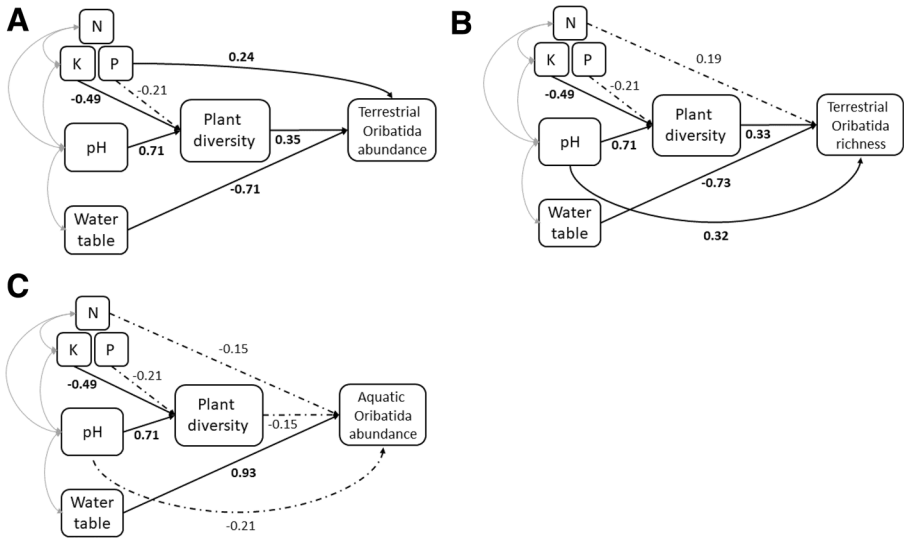 A
N
K
P
0.24
-0.21
-0.49
Plant
diversity
Terrestrial
Oribatida
abundance
0.35
pH
0.71
-0.71
Water
table
B
N
K
P
0.19
-0.21
-0.49
Plant
diversity
Terrestrial
Oribatida
richness
0.33
pH
0.71
-0.73
Water
table
0.32
C
N
K
P
-0.15
-0.21
-0.49
Plant
diversity
Aquatic
Oribatida
abundance
-0.15
pH
0.71
0.93
Water
table
-0.21